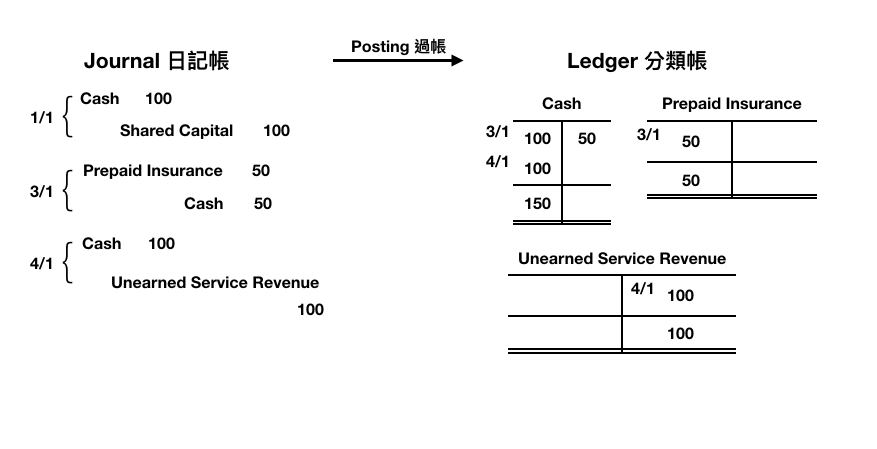 Posting 過帳
Journal 日記帳
1/1
Cash 100
Shared Capital 100
3/1
Prepaid Insurance 50
Cash 50
4/1
Cash 100
Unearned Service Revenue
100
Ledger 分類帳
Cash
3/1 100 50
4/1 100
150
Prepaid Insurance
3/1 50
50
Unearned Service Revenue
4/1 100
100